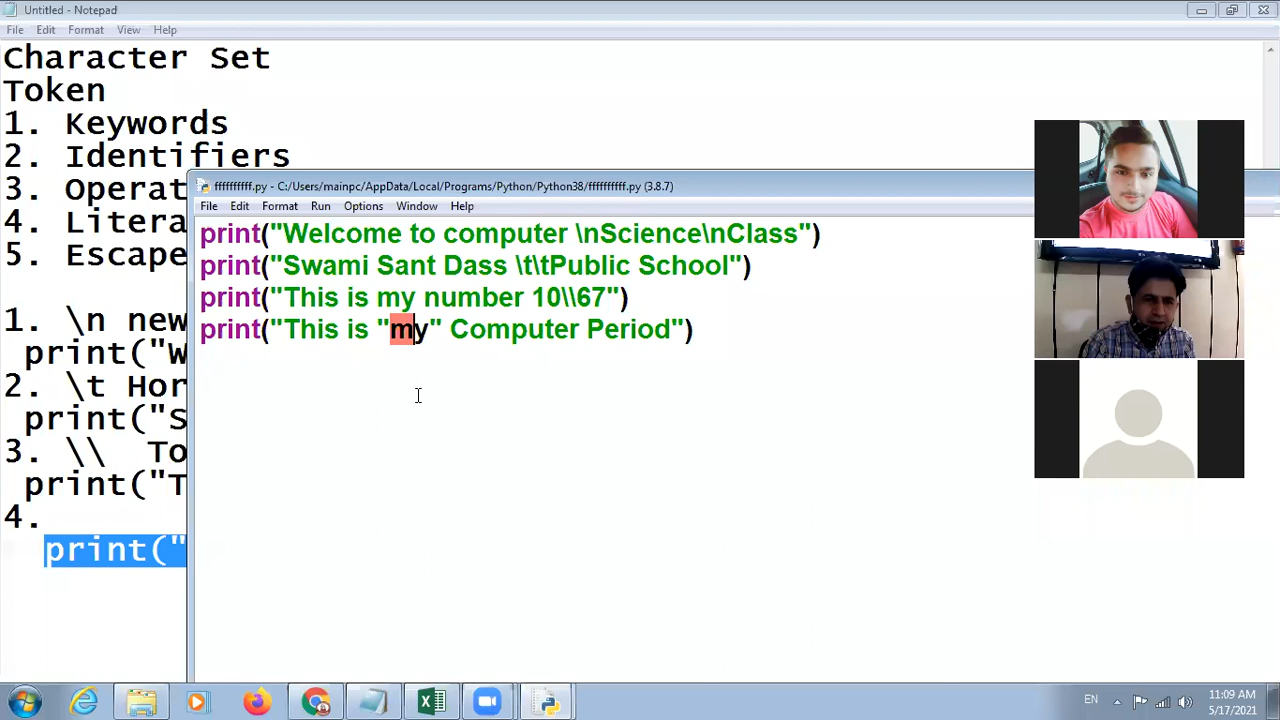 Untitled - Notepad
File Edit Format View Help
Character Set
Token
1. Keywords
2. Identifiers
3. Operat
4. Litera
5. Escape
1. \n new
print("W
2. \t Hor
print("S
3. \\ To
print("T
4.
print("
ffffffffff.py - C:/Users/mainpc/AppData/Local/Programs/Python/Python38/ffffffffff.py (3.8.7)
File Edit Format Run Options Window Help
print("Welcome to computer \nScience\nClass")
print("Swami Sant Dass \t\tPublic School")
print("This is my number 10\\67")
print("This is "my" Computer Period")
EN
11:09 AM
5/17/2021